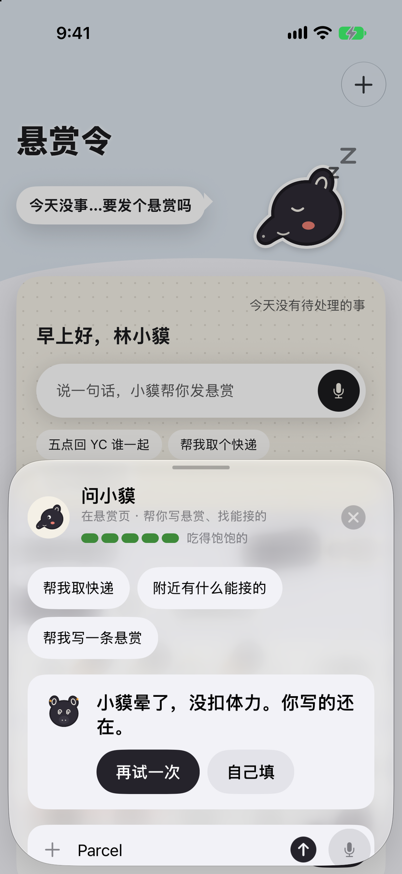 9:41
悬赏令
z
z
今天没事...要发个悬赏吗
今天没有待处理的事
早上好，林小貘
说一句话，小貘帮你发悬赏
五点回 YC 谁一起
帮我取个快递
问小貘
在悬赏页 · 帮你写悬赏、找能接的
吃得饱饱的
帮我取快递
附近有什么能接的
帮我写一条悬赏
小貘晕了，没扣体力。你写的还
在。
再试一次
自己填
Parcel